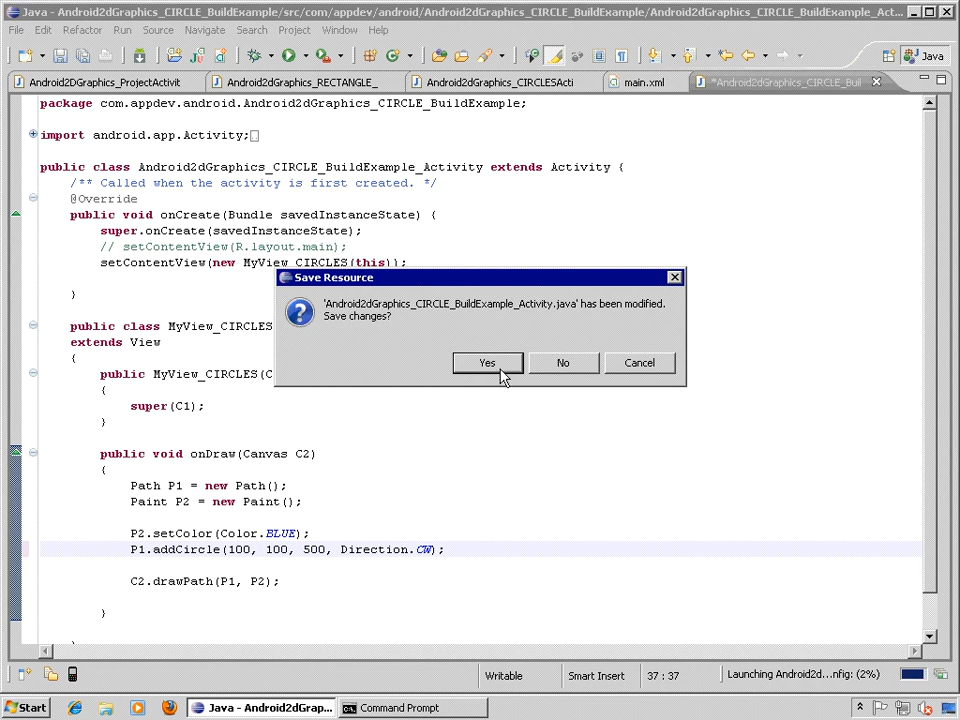 Java - Android2dGraphics_CIRCLE_BuildExample/src/com/appdev/android/Android2dGraphics_CIRCLE_BuildExample/Android2dGraphics_CIRCLE_BuildExample_Act...
File Edit Refactor Run Source Navigate Search Project Window Help
Java
Android2DGraphics_ProjectActivit
Android2dGraphics_RECTANGLE_
Android2dGraphics_CIRCLESActi
main.xml
*Android2dGraphics_CIRCLE_Buil
package com.appdev.android.Android2dGraphics_CIRCLE_BuildExample;
import android.app.Activity;
public class Android2dGraphics_CIRCLE_BuildExample_Activity extends Activity {
/** Called when the activity is first created. */
@Override
public void onCreate(Bundle savedInstanceState) {
super.onCreate(savedInstanceState);
// setContentView(R.layout.main);
setContentView(new MyView_CIRCLES(this));
}
public class MyView_CIRCLES
extends View
{
public MyView_CIRCLES(C
{
super(C1);
}
public void onDraw(Canvas C2)
{
Path P1 = new Path();
Paint P2 = new Paint();
P2.setColor(Color.BLUE);
P1.addCircle(100, 100, 500, Direction.CW);
C2.drawPath(P1, P2);
}
Save Resource
'Android2dGraphics_CIRCLE_BuildExample_Activity.java' has been modified.
Save changes?
Yes No Cancel
Writable
Smart Insert
37 : 37
Launching Android2d...nfig: (2%)
Start
Java - Android2dGrap...
Command Prompt